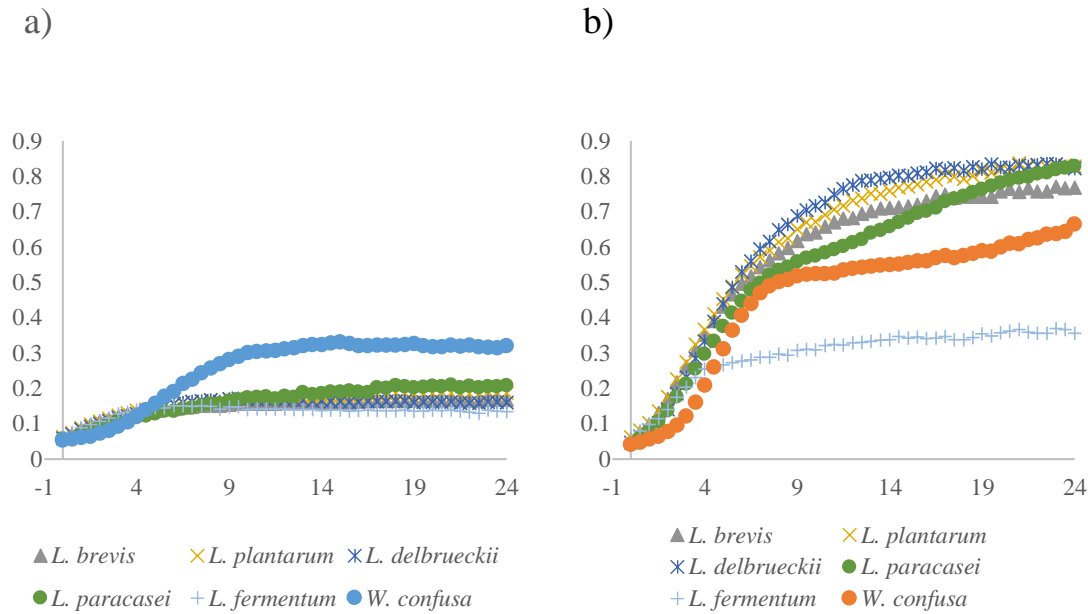 a)
0.9
0.8
0.7
0.6
0.5
0.4
0.3
0.2
0.1
0
-1 4 9 14 19 24
L. brevis L. plantarum L. delbrueckii
L. paracasei L. fermentum W. confusa
b)
0.9
0.8
0.7
0.6
0.5
0.4
0.3
0.2
0.1
0
-1 4 9 14 19 24
L. brevis L. plantarum
L. delbrueckii L. paracasei
L. fermentum W. confusa